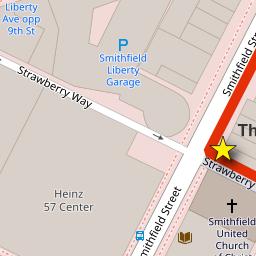 Liberty
Ave opp
9th St
Smithfield
Liberty
Garage
Strawberry Way
Smithfield Street
Th
Strawberry
Heinz
57 Center
Smithfield Street
Smithfield
United
Church
of